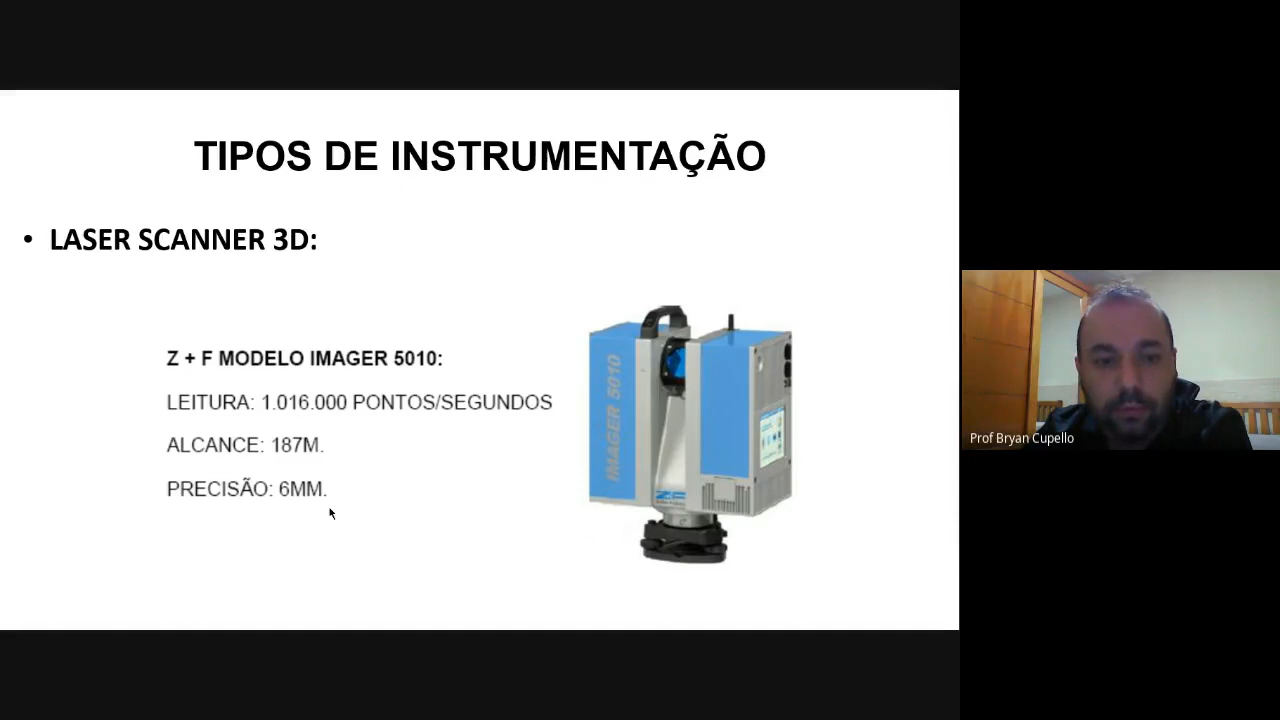 TIPOS DE INSTRUMENTAÇÃO
• LASER SCANNER 3D:
Z + F MODELO IMAGER 5010:
LEITURA: 1.016.000 PONTOS/SEGUNDOS
ALCANCE: 187M.
PRECISÃO: 6MM.
IMAGER 5010
Z+F
Prof Bryan Cupello